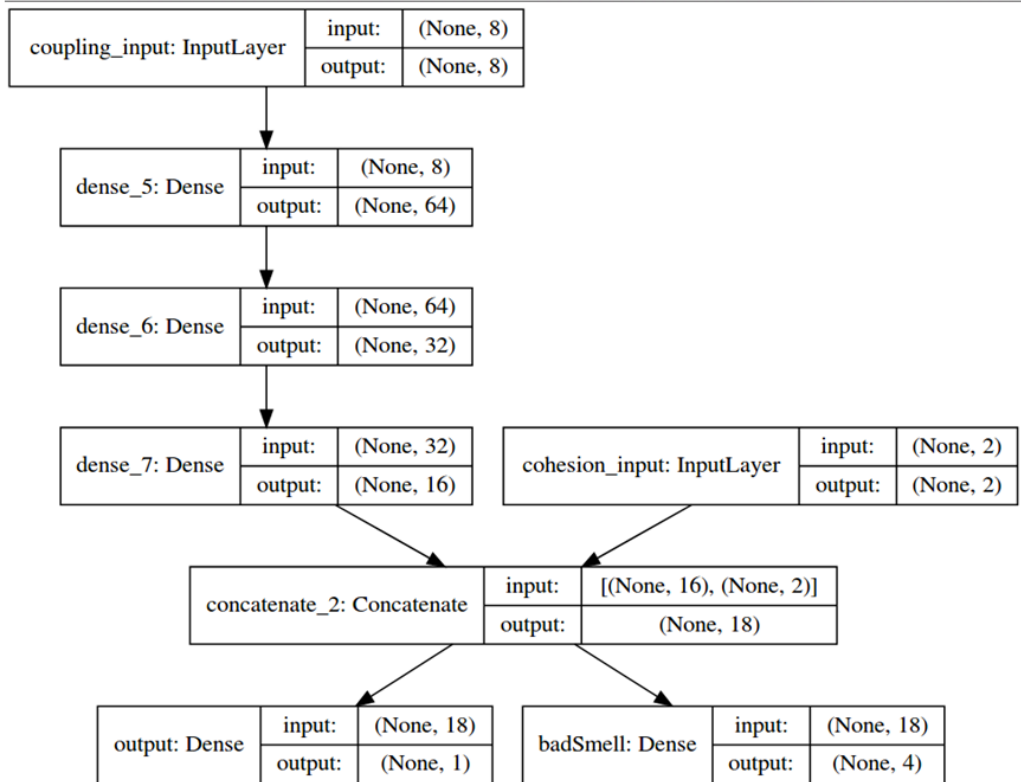 coupling_input: InputLayer
input: (None, 8)
output: (None, 8)
dense_5: Dense
input: (None, 8)
output: (None, 64)
dense_6: Dense
input: (None, 64)
output: (None, 32)
dense_7: Dense
input: (None, 32)
output: (None, 16)
cohesion_input: InputLayer
input: (None, 2)
output: (None, 2)
concatenate_2: Concatenate
input: [(None, 16), (None, 2)]
output: (None, 18)
output: Dense
input: (None, 18)
output: (None, 1)
badSmell: Dense
input: (None, 18)
output: (None, 4)